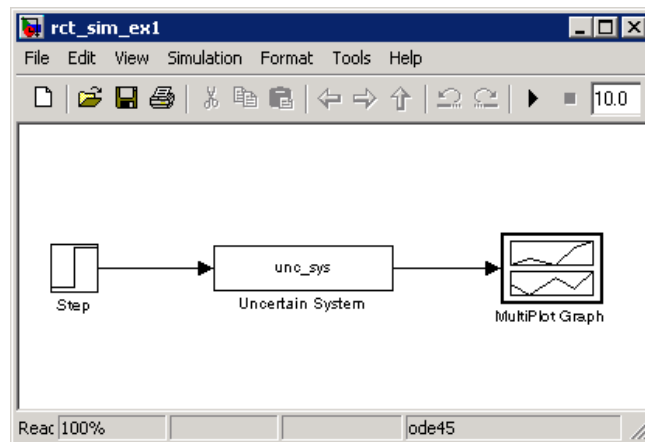 rct_sim_ex1
File Edit View Simulation Format Tools Help
10.0
unc_sys
Step
Uncertain System
MultiPlot Graph
Reac 100% ode45